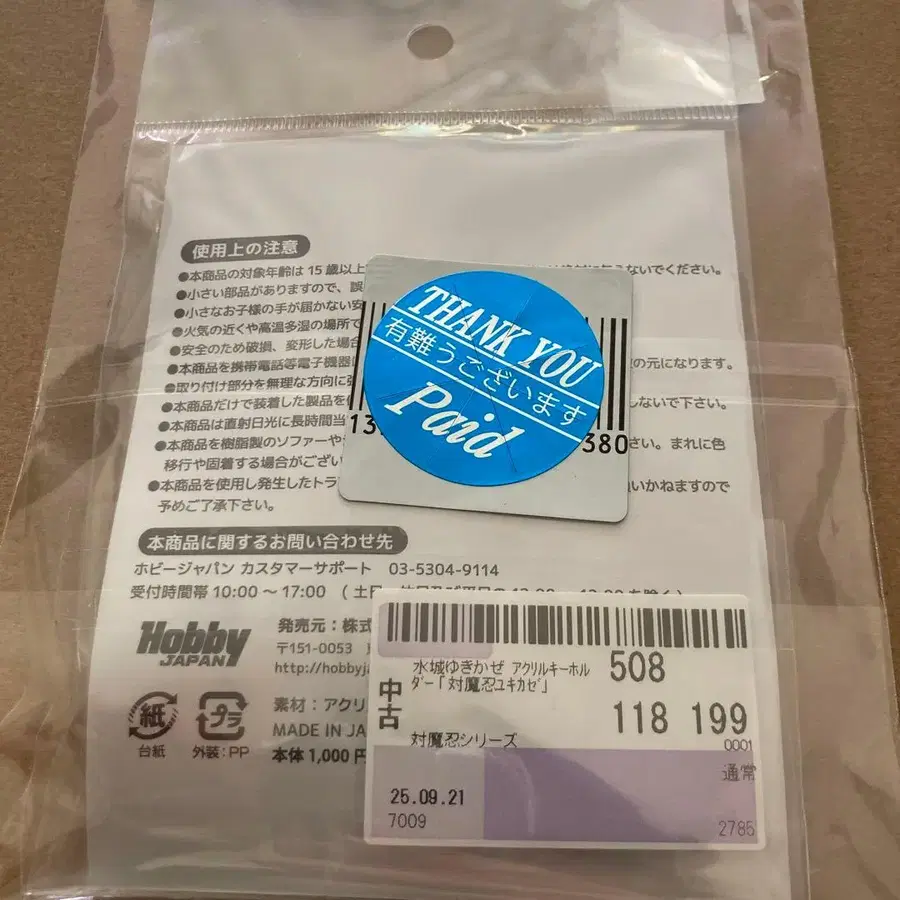 使用上の注意
●本商品の対象年齢は15歳以上 ないでください。
●小さい部品がありますので、誤
●小さなお子様の手が届かない安
●火気の近くや高温多湿の場所で
●安全のため破損、変形した場合
●本商品を携帯電話等電子機器に の元になります。
●取り付け部分を無理な方向に引
●本商品だけで装着した製品を しないで下さい。
●本商品は直射日光に長時間当
●本商品を樹脂製のソファーや さい。まれに色
移行や固着する場合がござい
●本商品を使用し発生したトラ いかねますので
予めご了承下さい。
THANK YOU
有難うございます
Paid
13 380
本商品に関するお問い合わせ先
ホビージャパン カスタマーサポート 03-5304-9114
受付時間帯 10:00～17:00 (土日
Hobby
JAPAN
発売元：株式
〒151-0053
http://hobbyja
紙
台紙
プラ
外装：PP
素材：アクリ
MADE IN JA
本体 1,000円
中古
水城ゆきかぜ アクリルキーホル
ダー「対魔忍ユキカゼ」
508
118 199
対魔忍シリーズ
0001
通常
25.09.21
7009
2785